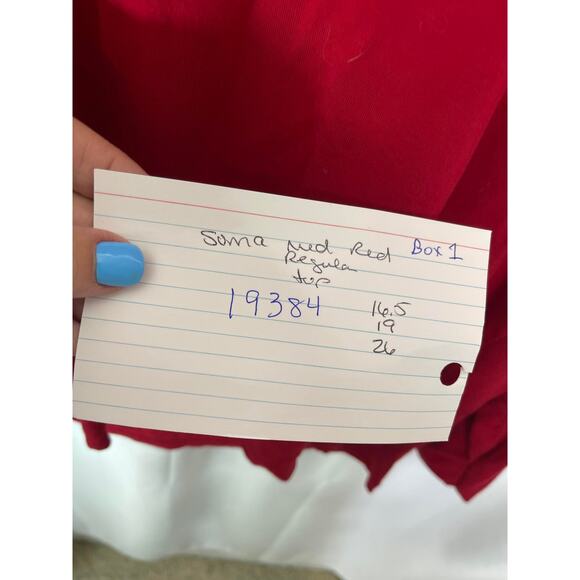 Soma med Red Box 1
Regular
top
19384 16.5
19
26